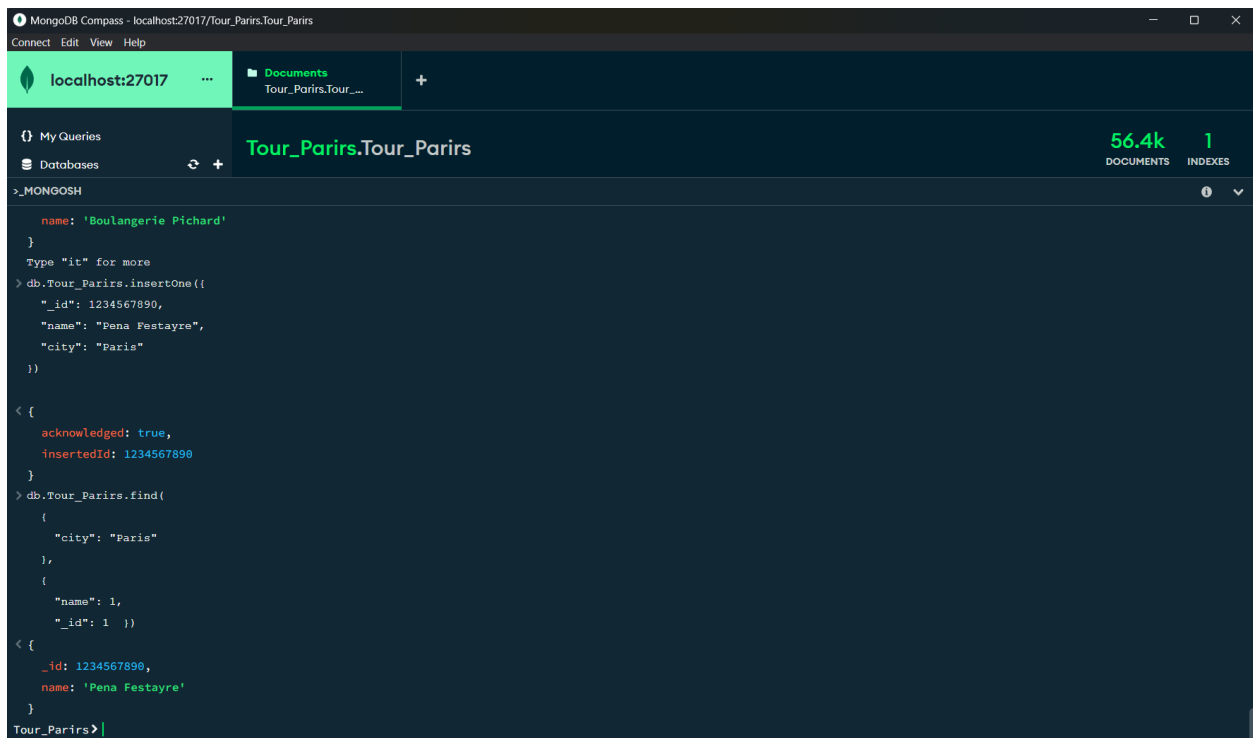 MongoDB Compass - localhost:27017/Tour_Parirs.Tour_Parirs
Connect Edit View Help
localhost:27017 ...
Documents
Tour_Parirs.Tour_...
+
{} My Queries
Databases +
Tour_Parirs.Tour_Parirs
56.4k
DOCUMENTS
1
INDEXES
>_MONGOSH
name: 'Boulangerie Pichard'
}
Type "it" for more
> db.Tour_Parirs.insertOne({
"_id": 1234567890,
"name": "Pena Festayre",
"city": "Paris"
})
< {
acknowledged: true,
insertedId: 1234567890
}
> db.Tour_Parirs.find(
{
"city": "Paris"
},
{
"name": 1,
"_id": 1 })
< {
_id: 1234567890,
name: 'Pena Festayre'
}
Tour_Parirs>